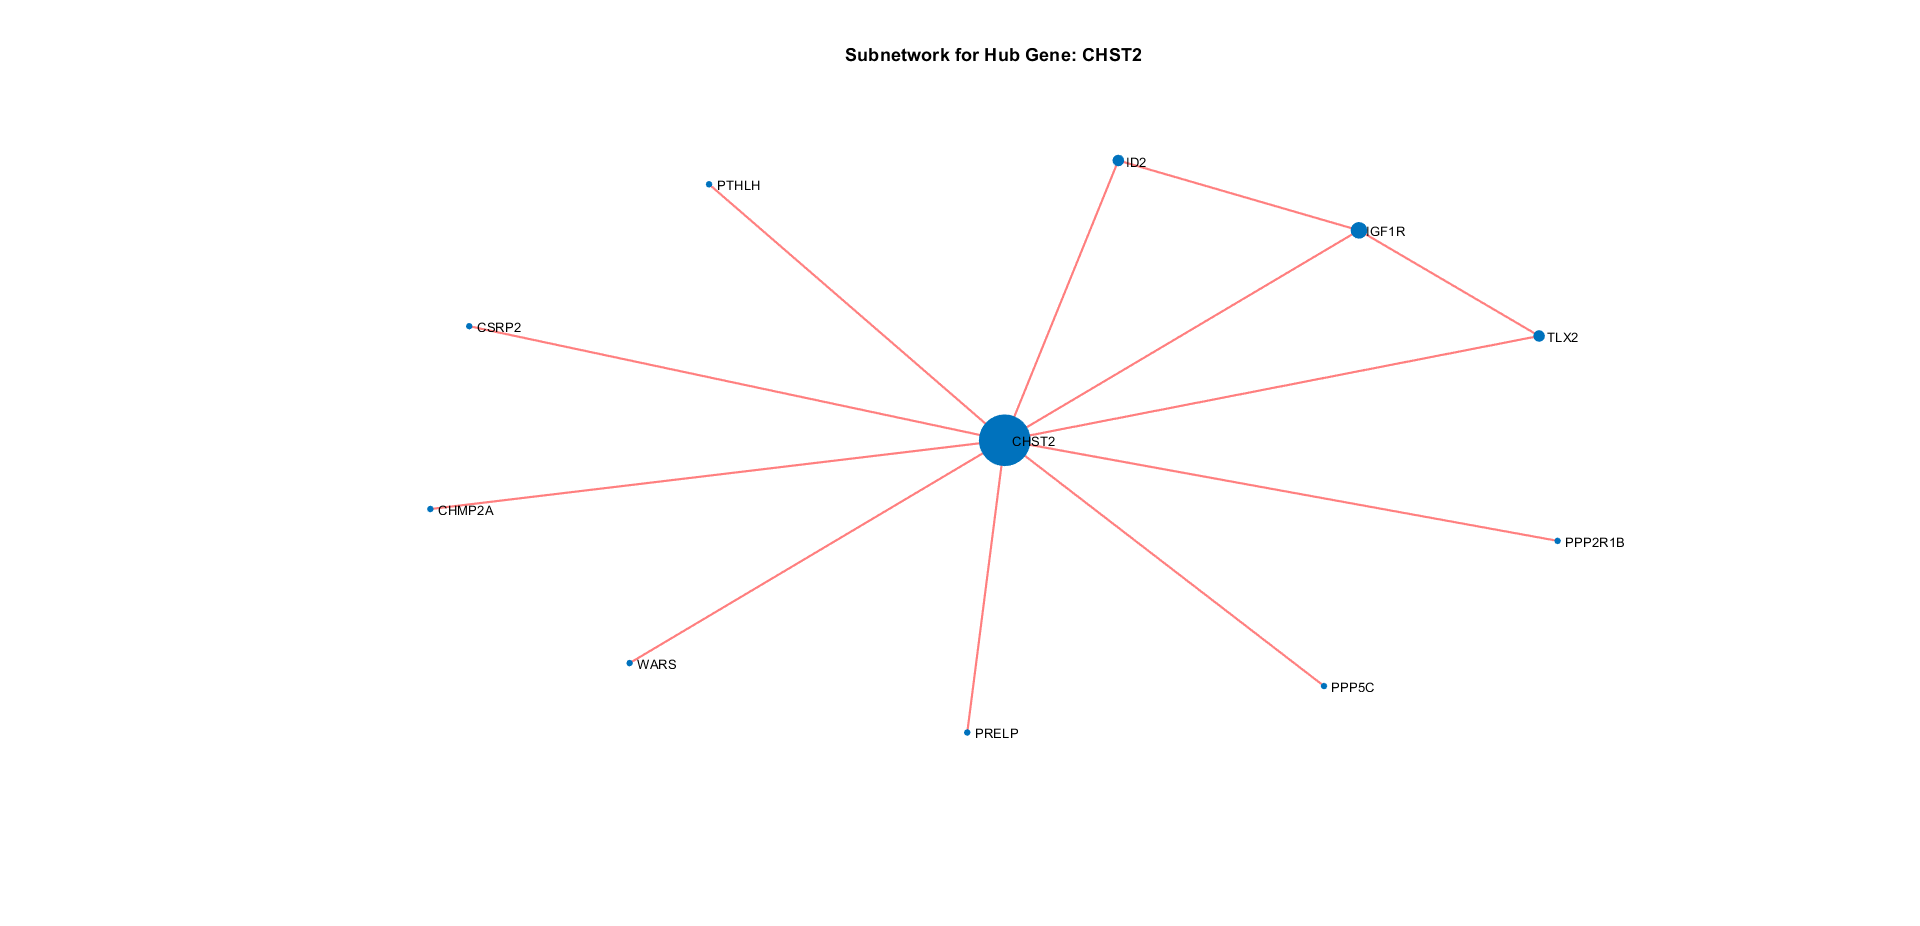 Subnetwork for Hub Gene: CHST2
ID2
PTHLH
IGF1R
CSRP2
TLX2
CHST2
CHMP2A
PPP2R1B
WARS
PPP5C
PRELP